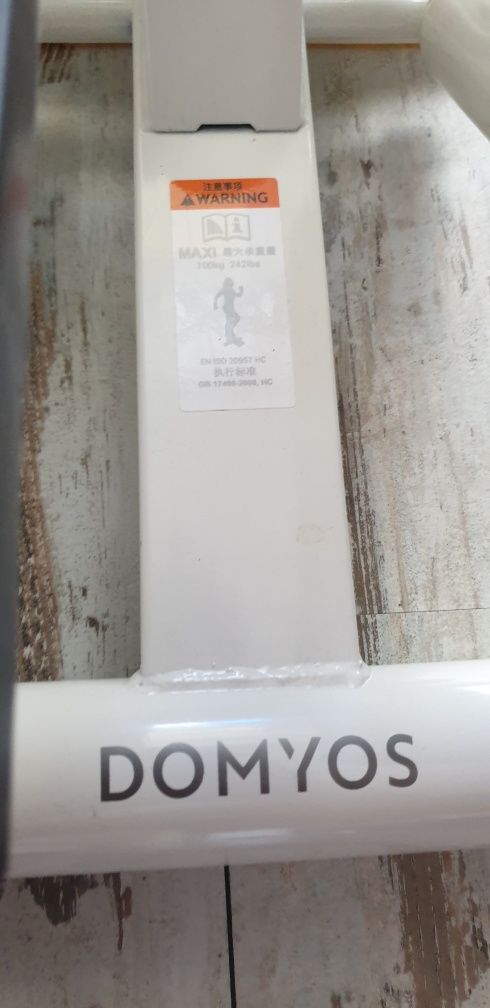 注意事项
WARNING
MAXI 最大承重量
242lbs
EN ISO 20957 HC
执行标准
GB 17498-2008, HC
DOMYOS